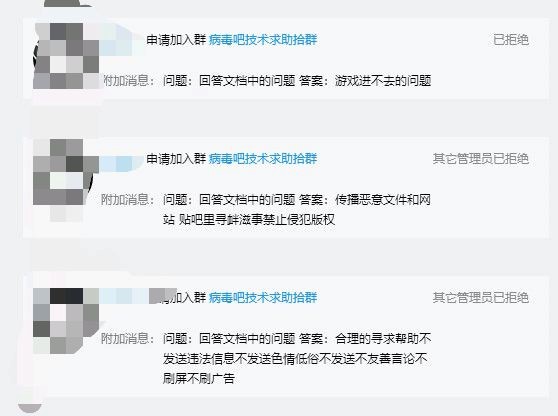 申请加入群 病毒吧技术求助拾群 已拒绝
附加消息： 问题：回答文档中的问题 答案：游戏进不去的问题
申请加入群 病毒吧技术求助拾群 其它管理员已拒绝
附加消息： 问题：回答文档中的问题 答案：传播恶意文件和网
站 贴吧里寻衅滋事禁止侵犯版权
申请加入群 病毒吧技术求助拾群 其它管理员已拒绝
附加消息： 问题：回答文档中的问题 答案：合理的寻求帮助不
发送违法信息不发送色情低俗不发送不友善言论不
刷屏不刷广告